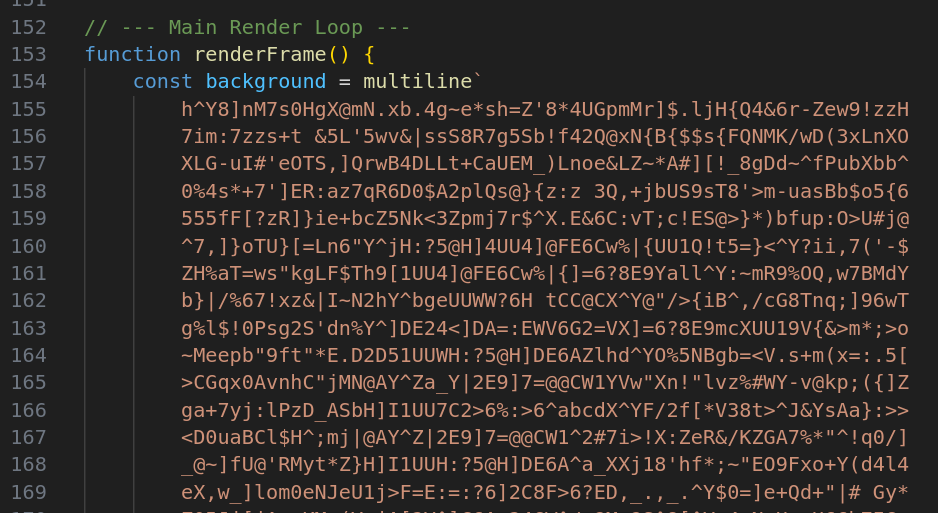 152 // --- Main Render Loop ---
153 function renderFrame() {
154 const background = multiline`
155 h^Y8]nM7s0HgX@mN.xb.4g~e*sh=Z'8*4UGpmMr]$.ljH{Q4&6r-Zew9!zzH
156 7im:7zzs+t &5L'5wv&|ssS8R7g5Sb!f42Q@xN{B{$$s{FQNMK/wD(3xLnXO
157 XLG-uI#'eOTS,]QrwB4DLLt+CaUEM_)Lnoe&LZ~*A#][!_8gDd~^fPubXbb^
158 0%4s*+7']ER:az7qR6D0$A2plQs@}{z:z 3Q,+jbUS9sT8'>m-uasBb$o5{6
159 555fF[?zR]}ie+bcZ5Nk<3Zpmj7r$^X.E&6C:vT;c!ES@>}*)bfup:O>U#j@
160 ^7,]}oTU}[=Ln6"Y^jH:?5@H]4UU4]@FE6Cw%|{UU1Q!t5=}<^Y?ii,7('-$
161 ZH%aT=ws"kgLF$Th9[1UU4]@FE6Cw%|{]=6?8E9Yall^Y:~mR9%OQ,w7BMdY
162 b}|/%67!xz&|I~N2hY^bgeUUWW?6H tCC@CX^Y@"/>{iB^,/cG8Tnq;]96wT
163 g%l$!0Psg2S'dn%Y^]DE24<]DA=:EWV6G2=VX]=6?8E9mcXUU19V{&>m*;>o
164 ~Meepb"9ft"*E.D2D51UUWH:?5@H]DE6AZlhd^YO%5NBgb=<V.s+m(x=:.5[
165 >CGqx0AvnhC"jMN@AY^Za_Y|2E9]7=@@CW1YVw"Xn!"lvz%#WY-v@kp;({]Z
166 ga+7yj:lPzD_ASbH]I1UU7C2>6%:>6^abcdX^YF/2f[*V38t>^J&YsAa}:>>
167 <D0uaBCl$H^;mj|@AY^Z|2E9]7=@@CW1^2#7i>!X:ZeR&/KZGA7%*"^!q0/]
168 _@~]fU@'RMyt*Z}H]I1UUH:?5@H]DE6A^a_XXj18'hf*;~"EO9Fxo+Y(d4l4
169 eX,w_]lom0eNJeU1j>F=E:=:?6]2C8F>6?ED,_.,_.^Y$0=]e+Qd+"|# Gy*